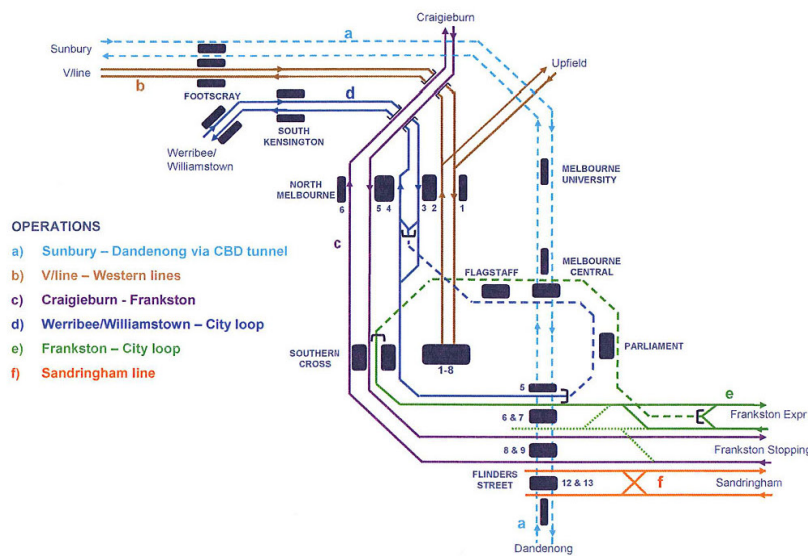 Craigieburn
a
Sunbury
V/line
b
FOOTSCRAY
d
Upfield
SOUTH
KENSINGTON
Werribee/
Williamstown
MELBOURNE
UNIVERSITY
NORTH
MELBOURNE
6
5 4
3 2
1
OPERATIONS
a) Sunbury – Dandenong via CBD tunnel
b) V/line – Western lines
c) Craigieburn - Frankston
d) Werribee/Williamstown – City loop
e) Frankston – City loop
f) Sandringham line
c
FLAGSTAFF
MELBOURNE
CENTRAL
SOUTHERN
CROSS
1-8
PARLIAMENT
5
e
6 & 7
Frankston Expr
8 & 9
Frankston Stopping
FLINDERS
STREET
12 & 13
f
Sandringham
a
Dandenong